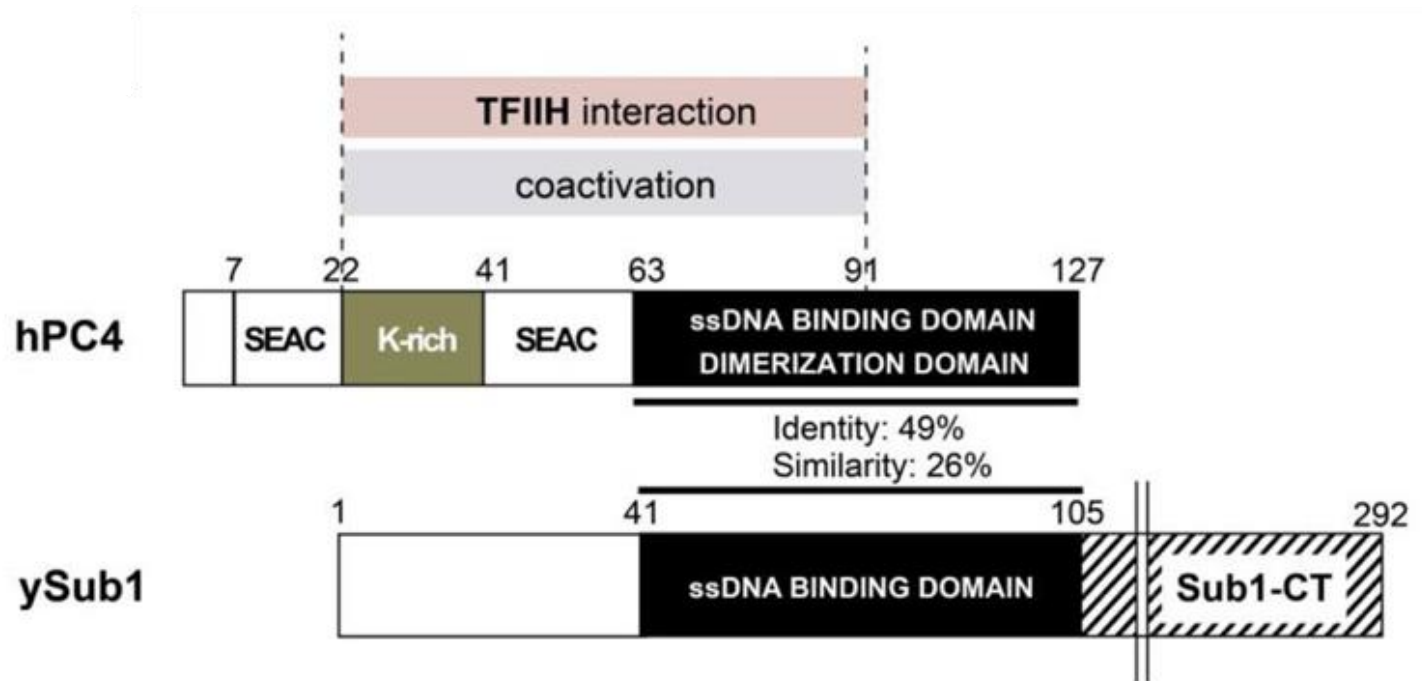 TFIIH interaction
coactivation
7 22 41 63 91 127
hPC4 SEAC K-rich SEAC ssDNA BINDING DOMAIN
DIMERIZATION DOMAIN
Identity: 49%
Similarity: 26%
1 41 105 292
ySub1 ssDNA BINDING DOMAIN Sub1-CT